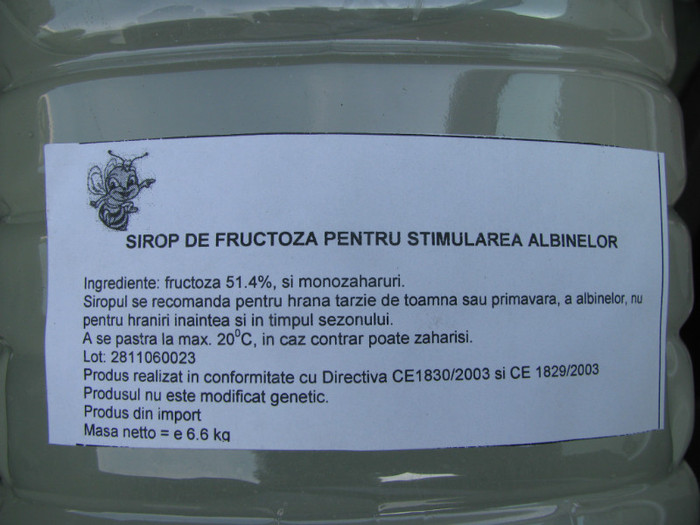 SIROP DE FRUCTOZA PENTRU STIMULAREA ALBINELOR
Ingrediente: fructoza 51.4%, si monozaharuri.
Siropul se recomanda pentru hrana tarzie de toamna sau primavara, a albinelor, nu
pentru hraniri inaintea si in timpul sezonului.
A se pastra la max. 20⁰C, in caz contrar poate zaharisi.
Lot: 2811060023
Produs realizat in conformitate cu Directiva CE1830/2003 si CE 1829/2003
Produsul nu este modificat genetic.
Produs din import
Masa netto = e 6.6 kg